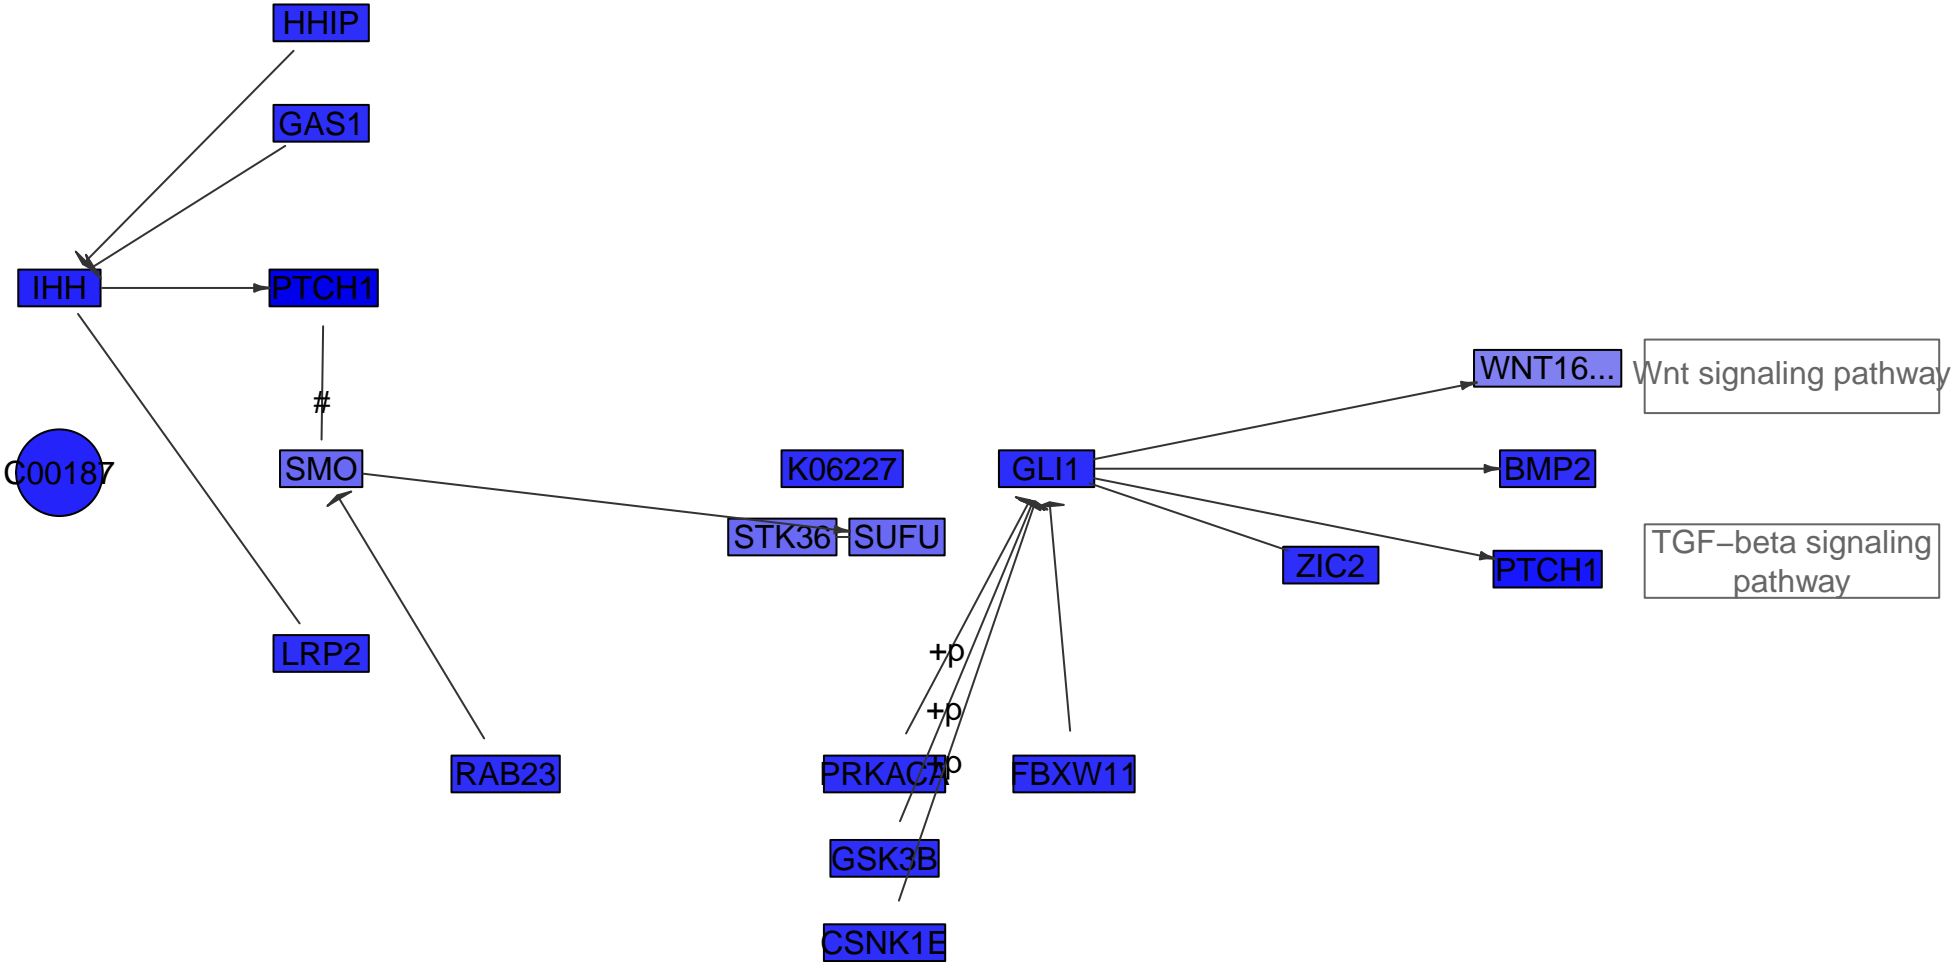 HHIP
GAS1
IHH
PTCH1
WNT16...
Wnt signaling pathway
#
C00187
SMO
K06227
GLI1
BMP2
STK36
SUFU
ZIC2
PTCH1
TGF−beta signaling
pathway
LRP2
+p
+p
+p
RAB23
PRKACA
FBXW11
GSK3B
CSNK1E